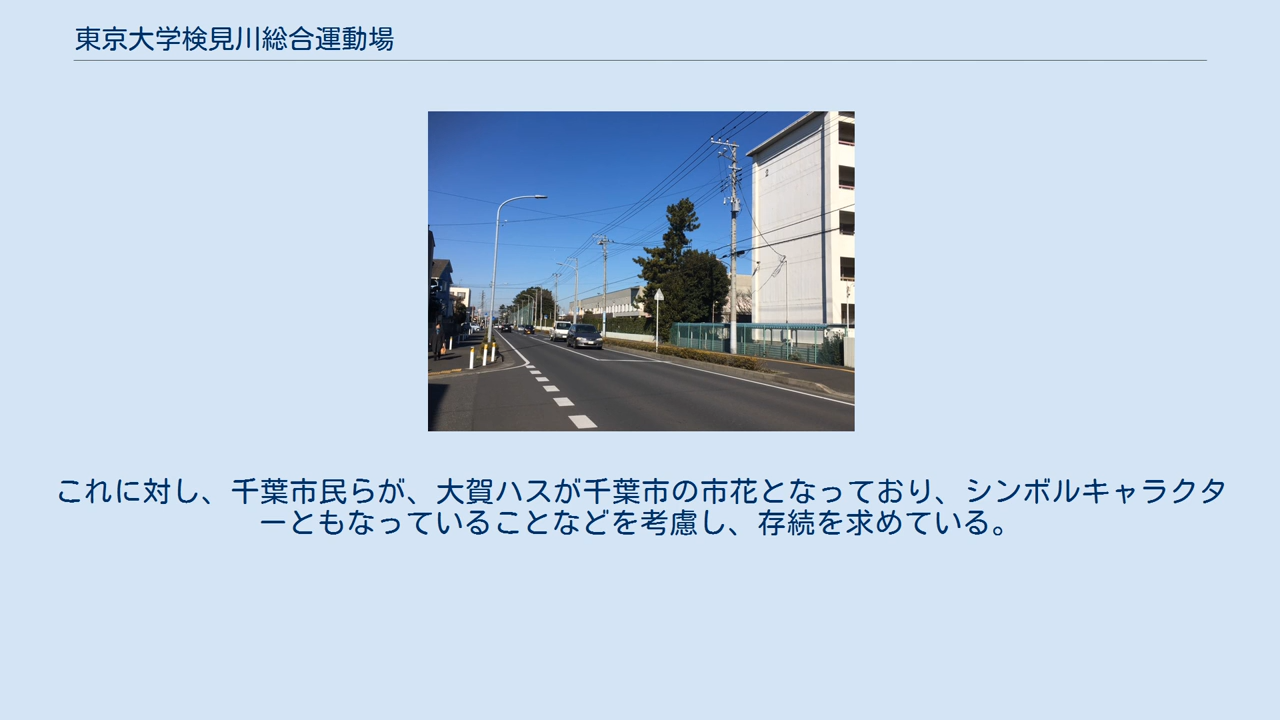 東京大学検見川総合運動場
これに対し、千葉市民らが、大賀ハスが千葉市の市花となっており、シンボルキャラクタ
ーともなっていることなどを考慮し、存続を求めている。